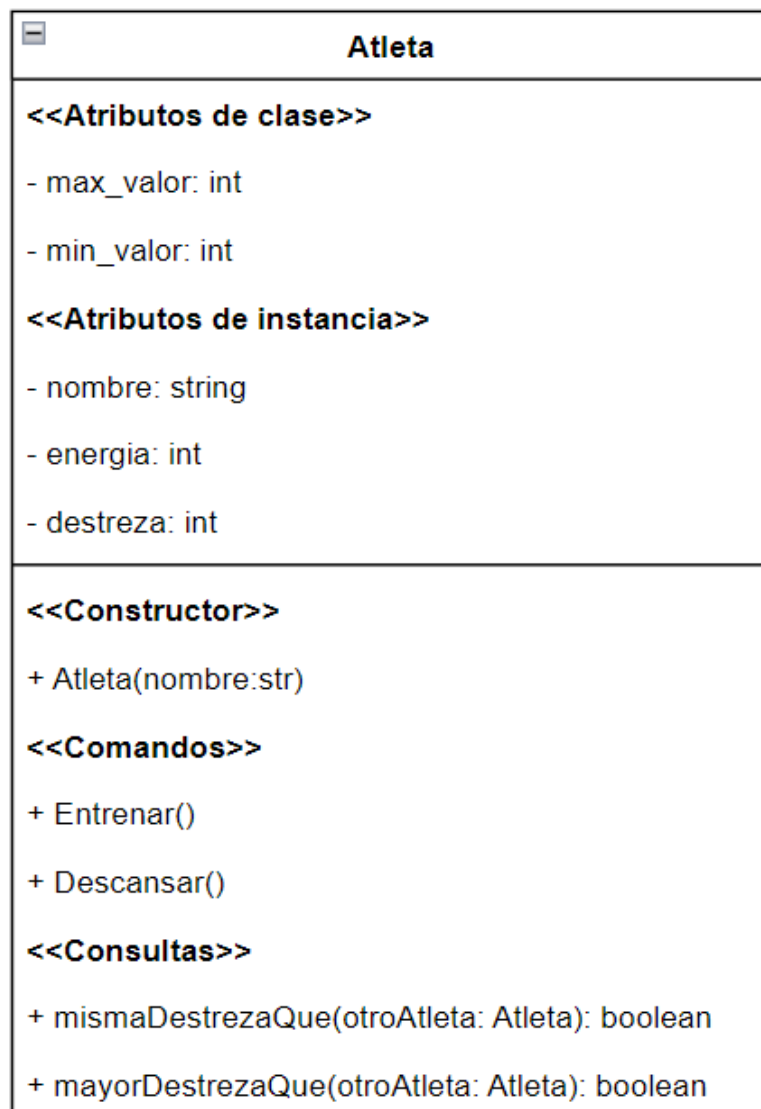 Atleta
<<Atributos de clase>>
- max_valor: int
- min_valor: int
<<Atributos de instancia>>
- nombre: string
- energia: int
- destreza: int
<<Constructor>>
+ Atleta(nombre:str)
<<Comandos>>
+ Entrenar()
+ Descansar()
<<Consultas>>
+ mismaDestrezaQue(otroAtleta: Atleta): boolean
+ mayorDestrezaQue(otroAtleta: Atleta): boolean